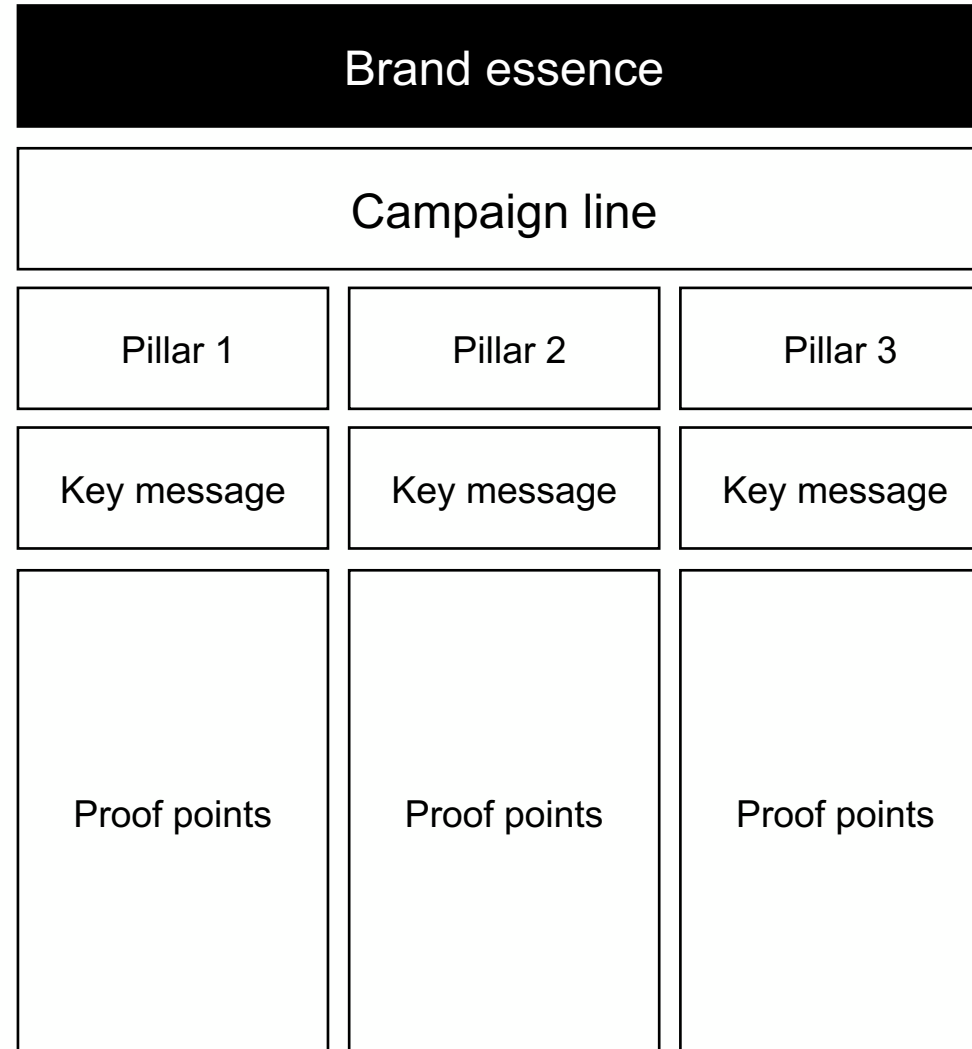 Brand essence
Campaign line
Pillar 1
Pillar 2
Pillar 3
Key message
Key message
Key message
Proof points
Proof points
Proof points